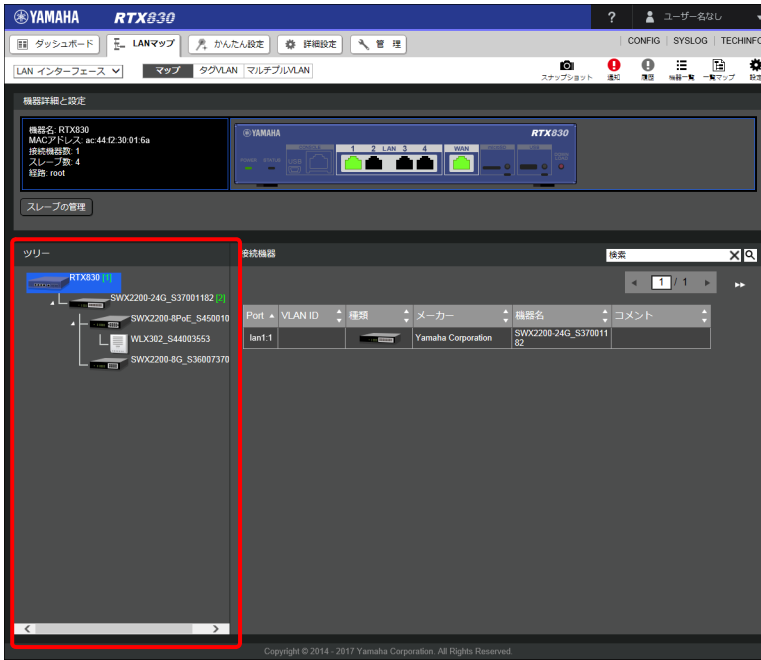 YAMAHA RTX830 ? ユーザー名なし
ダッシュボード LANマップ かんたん設定 詳細設定 管 理 CONFIG SYSLOG TECHINFO
LAN インターフェース マップ タグVLAN マルチプルVLAN スナップショット 通知 履歴 機器一覧 一覧マップ 設定
機器詳細と設定
機器名: RTX830
MACアドレス: ac:44:f2:30:01:6a
接続機器数: 1
スレーブ数: 4
経路: root
YAMAHA RTX830
1 2 LAN 3 4 WAN
USB
スレーブの管理
ツリー
RTX830 [1]
SWX2200-24G_S37001182 [2]
SWX2200-8PoE_S450010
WLX302_S44003553
SWX2200-8G_S36007370
接続機器 検索
1 / 1
Port VLAN ID 種類 メーカー 機器名 コメント
lan1:1 Yamaha Corporation SWX2200-24G_S370011
82
Copyright © 2014 - 2017 Yamaha Corporation. All Rights Reserved.